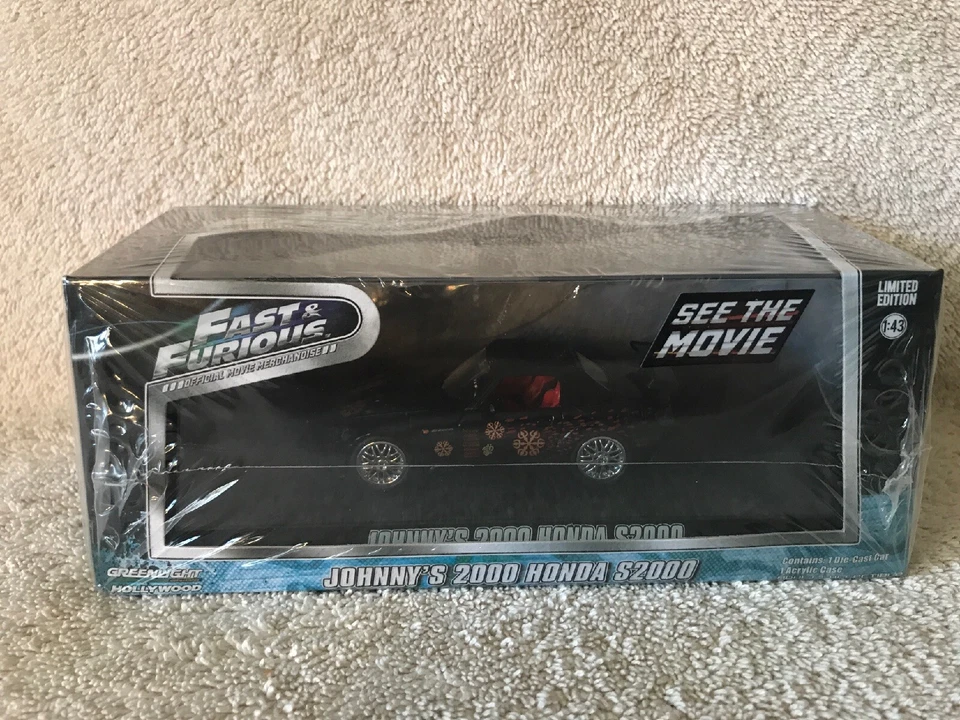 FAST &
FURIOUS
OFFICIAL MOVIE MERCHANDISE
SEE THE
MOVIE
LIMITED
EDITION
1:43
JOHNNY'S 2000 HONDA S2000
GREENLIGHT
HOLLYWOOD
JOHNNY'S 2000 HONDA S2000
Contains: 1 Die-Cast Car
1 Acrylic Case